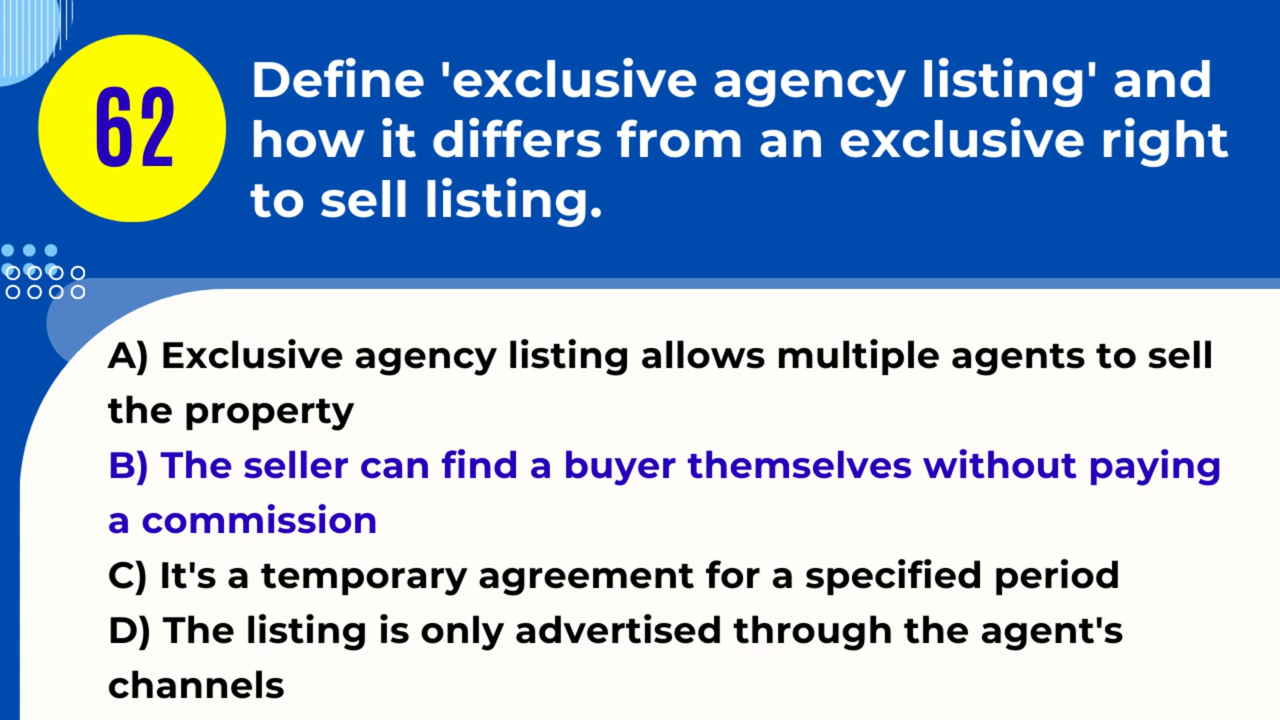 62
Define 'exclusive agency listing' and
how it differs from an exclusive right
to sell listing.
A) Exclusive agency listing allows multiple agents to sell
the property
B) The seller can find a buyer themselves without paying
a commission
C) It's a temporary agreement for a specified period
D) The listing is only advertised through the agent's
channels